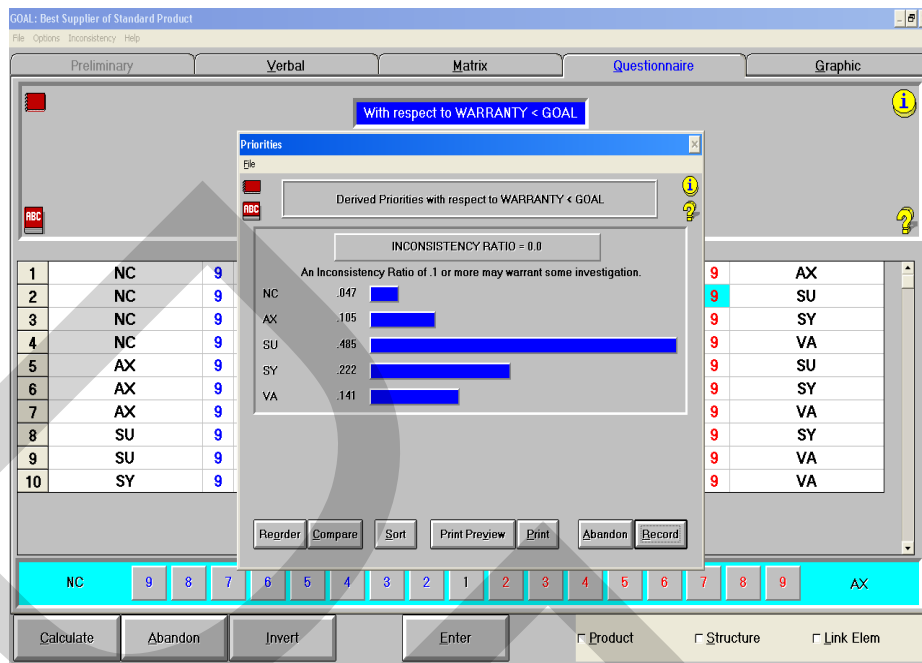 GOAL: Best Supplier of Standard Product
File Options Inconsistency Help
Preliminary Verbal Matrix Questionnaire Graphic
i
With respect to WARRANTY < GOAL
Priorities
File
i
Derived Priorities with respect to WARRANTY < GOAL
ABC ABC ?
?
INCONSISTENCY RATIO = 0.0
An Inconsistency Ratio of .1 or more may warrant some investigation.
NC .047
AX .105
SU .485
SY .222
VA .141
1 NC 9 9 AX
2 NC 9 9 SU
3 NC 9 9 SY
4 NC 9 9 VA
5 AX 9 9 SU
6 AX 9 9 SY
7 AX 9 9 VA
8 SU 9 9 SY
9 SU 9 9 VA
10 SY 9 9 VA
Reorder Compare Sort Print Preview Print Abandon Record
NC 9 8 7 6 5 4 3 2 1 2 3 4 5 6 7 8 9 AX
Calculate Abandon Invert Enter Product Structure Link Elem